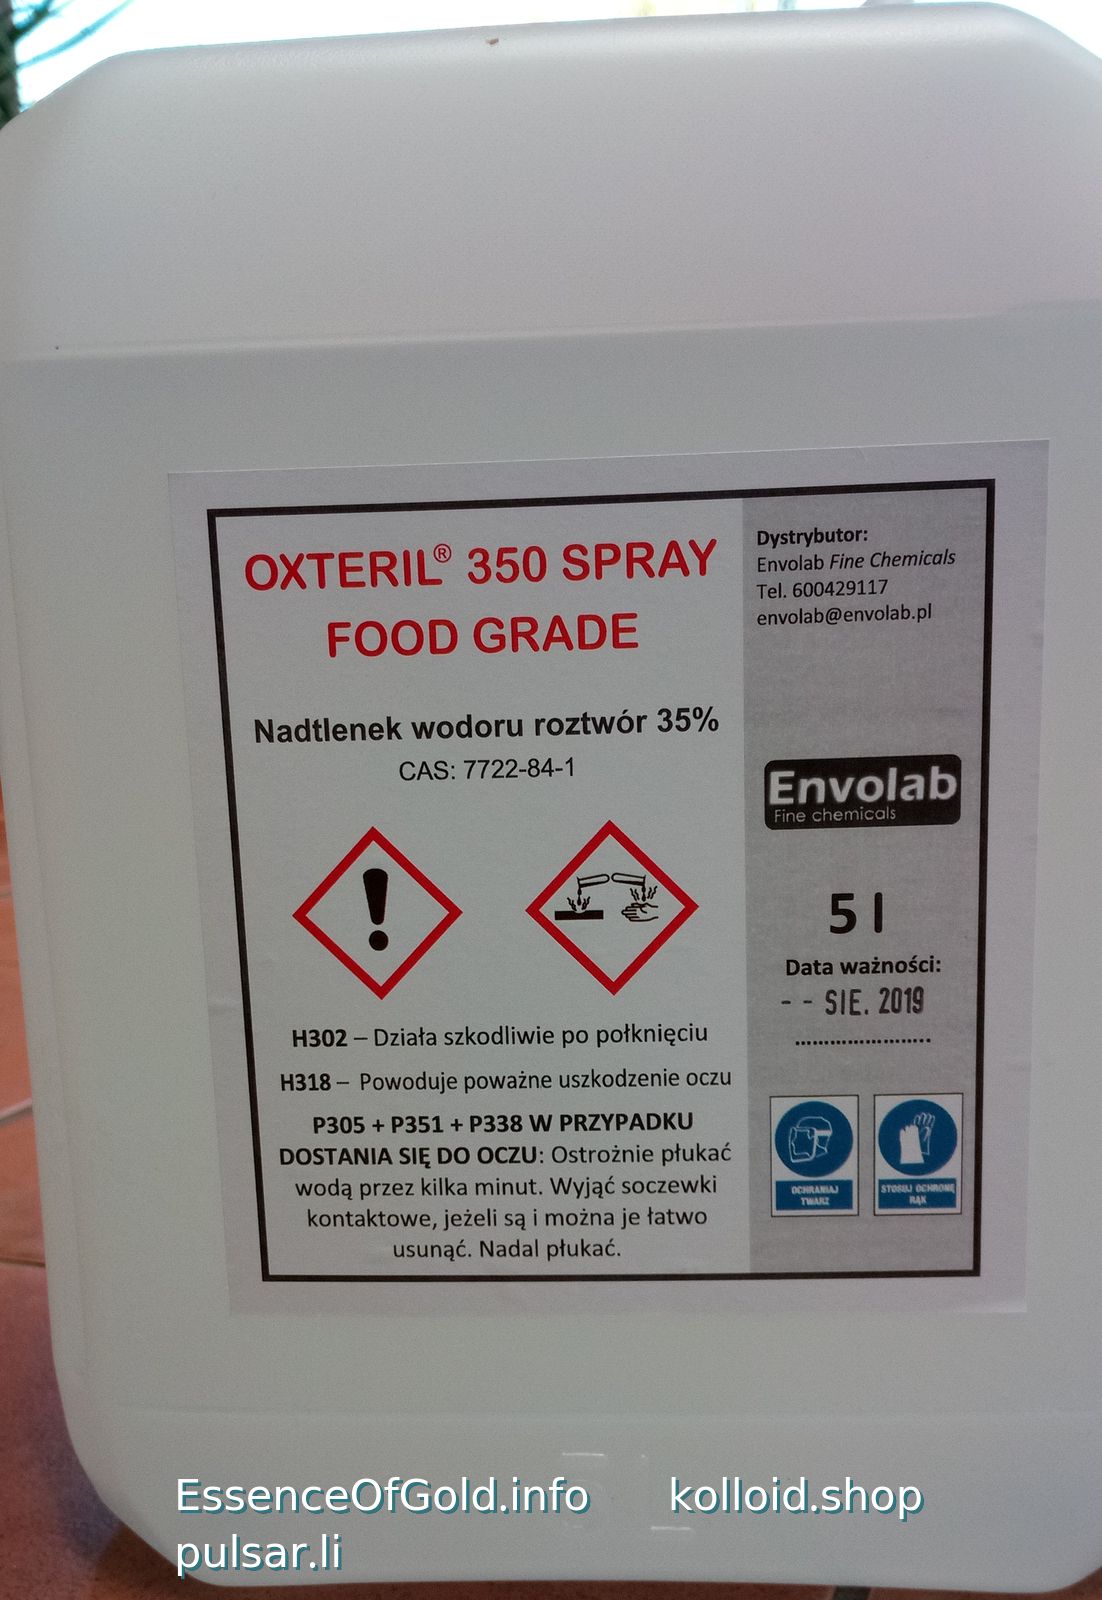 OXTERIL® 350 SPRAY
FOOD GRADE
Nadtlenek wodoru roztwór 35%
CAS: 7722-84-1
H302 – Działa szkodliwie po połknięciu
H318 – Powoduje poważne uszkodzenie oczu
P305 + P351 + P338 W PRZYPADKU
DOSTANIA SIĘ DO OCZU: Ostrożnie płukać
wodą przez kilka minut. Wyjąć soczewki
kontaktowe, jeżeli są i można je łatwo
usunąć. Nadal płukać.
Dystrybutor:
Envolab Fine Chemicals
Tel. 600429117
envolab@envolab.pl
Envolab
Fine chemicals
5 l
Data ważności:
- - SIE. 2019
........................
OCHRANIAJ
TWARZ
STOSUJ OCHRONĘ
RĄK
EssenceOfGold.info kolloid.shop
pulsar.li